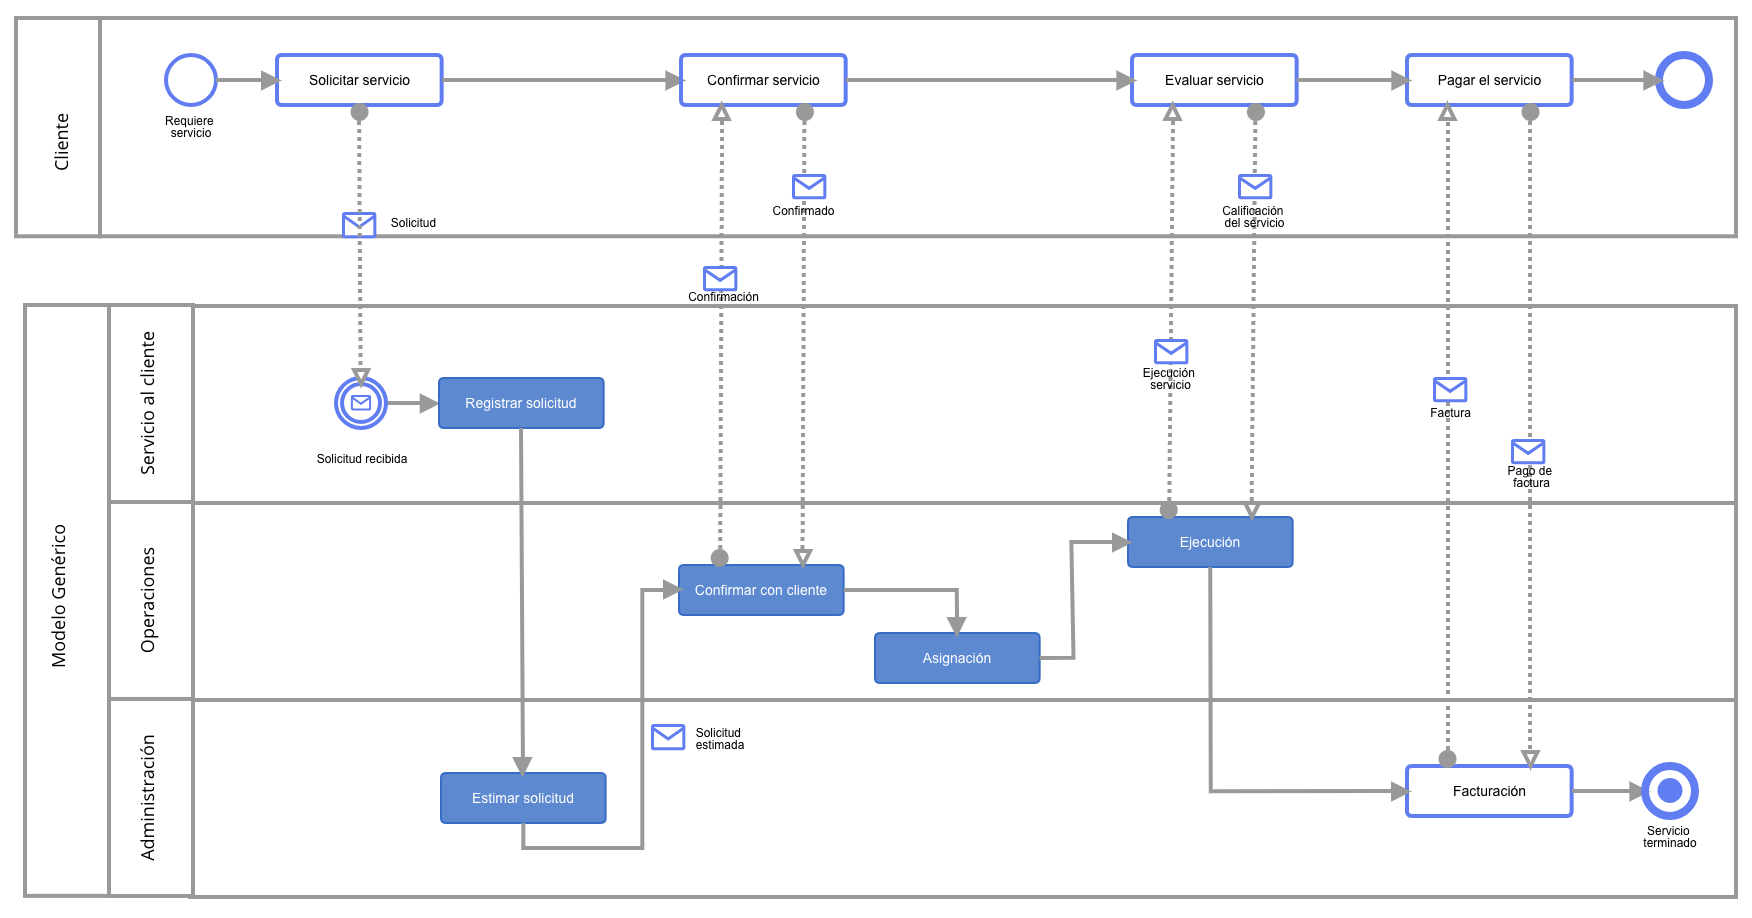 Cliente
Requiere
servicio
Solicitar servicio
Confirmar servicio
Evaluar servicio
Pagar el servicio
Solicitud
Confirmado
Calificación
del servicio
Confirmación
Modelo Genérico
Servicio al cliente
Solicitud recibida
Registrar solicitud
Ejecución
servicio
Factura
Pago de
factura
Operaciones
Confirmar con cliente
Asignación
Ejecución
Administración
Estimar solicitud
Solicitud
estimada
Facturación
Servicio
terminado